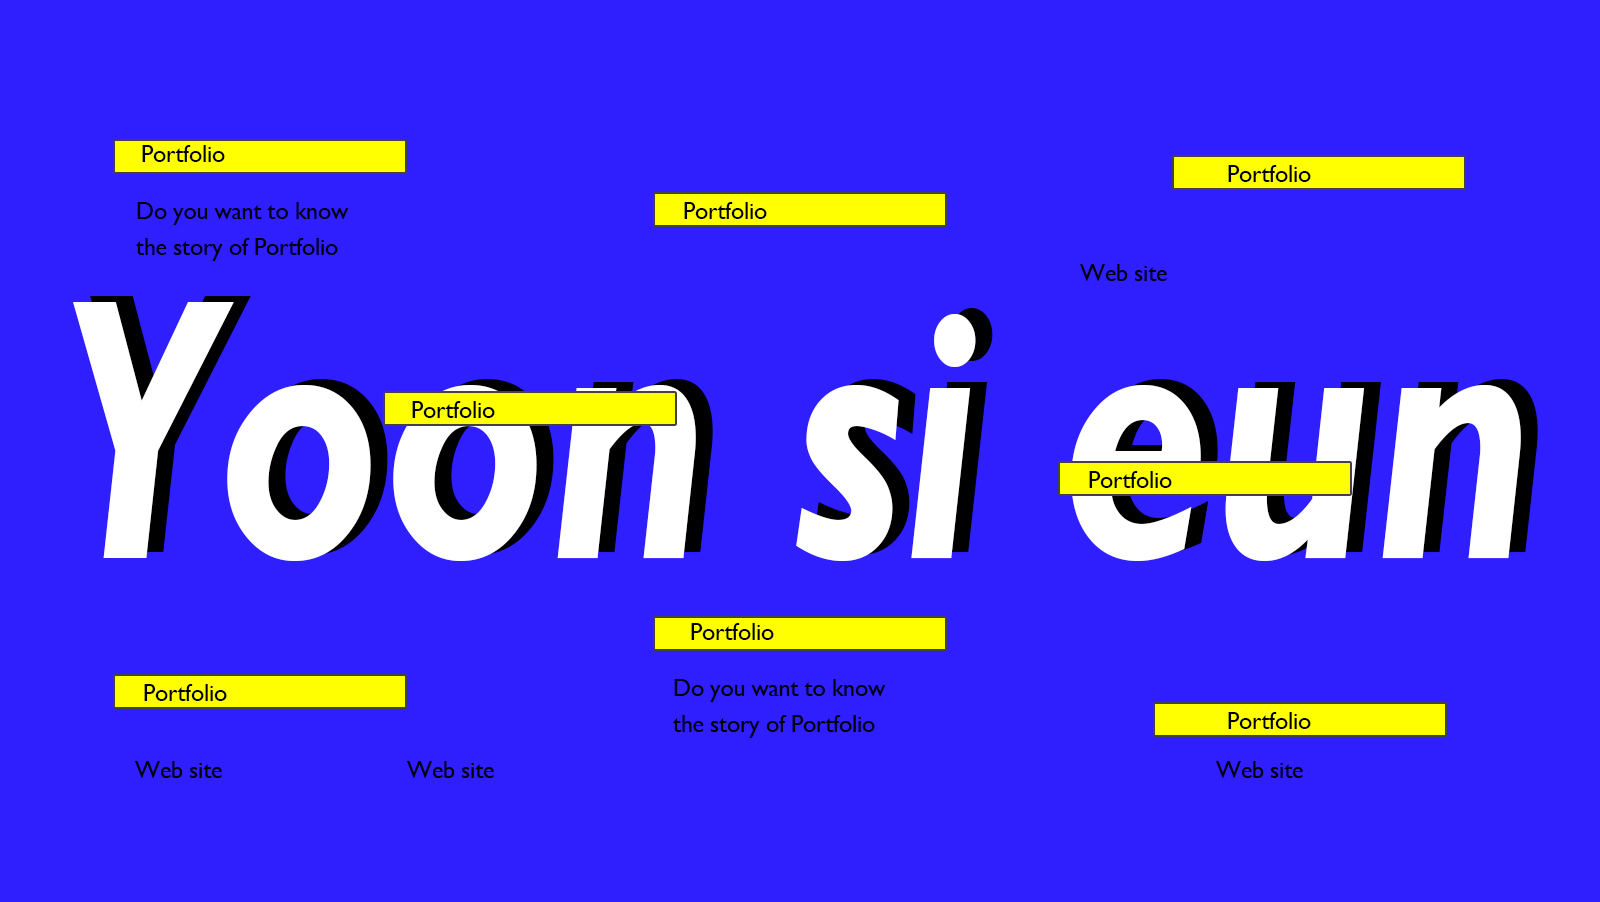 Portfolio
Do you want to know
the story of Portfolio
Portfolio
Portfolio
Web site
Yoon si eun
Portfolio
Portfolio
Portfolio
Do you want to know
the story of Portfolio
Portfolio
Web site
Web site
Portfolio
Web site